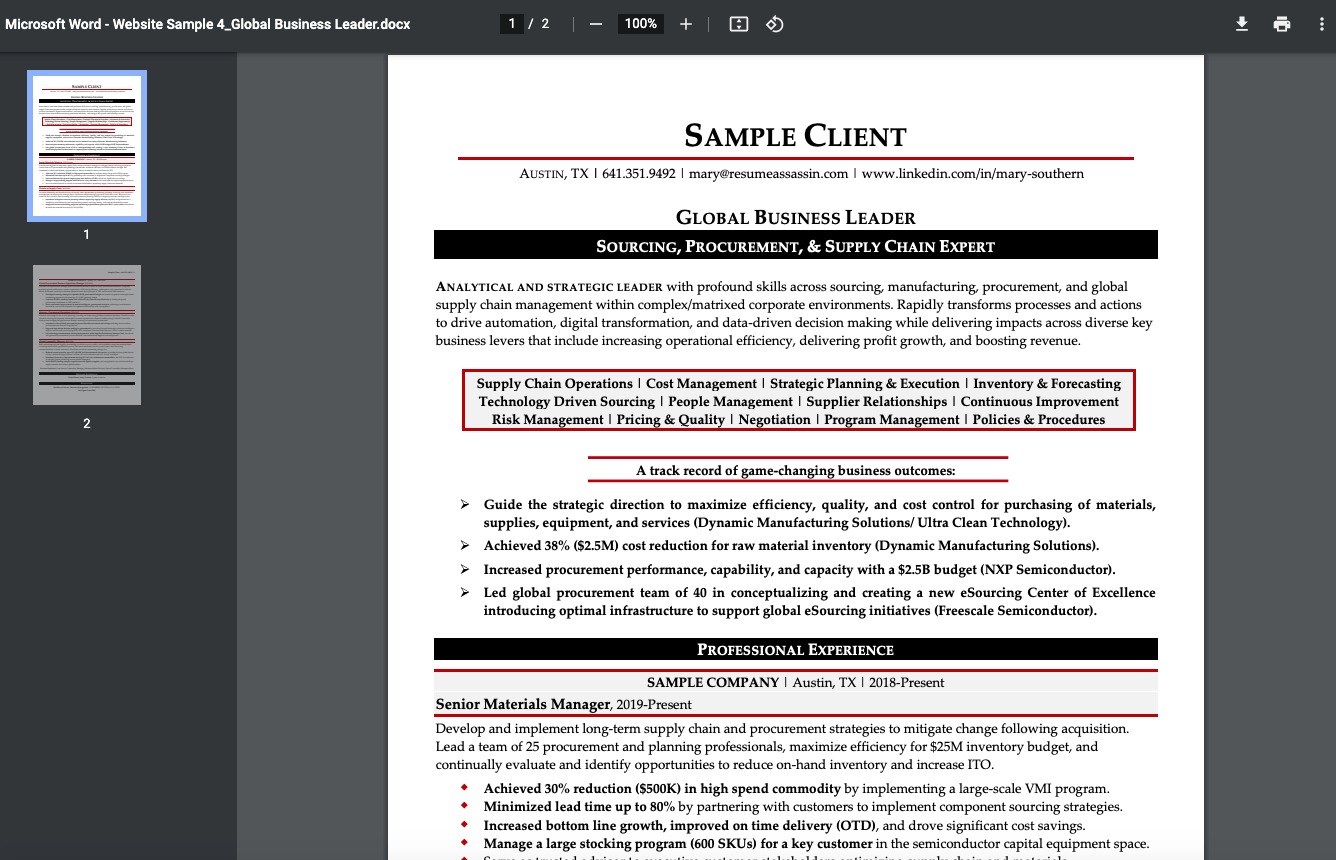 Microsoft Word - Website Sample 4_Global Business Leader.docx
1 / 2
100%
1
2
SAMPLE CLIENT
AUSTIN, TX | 641.351.9492 | mary@resumeassassin.com | www.linkedin.com/in/mary-southern
GLOBAL BUSINESS LEADER
SOURCING, PROCUREMENT, & SUPPLY CHAIN EXPERT
ANALYTICAL AND STRATEGIC LEADER with profound skills across sourcing, manufacturing, procurement, and global
supply chain management within complex/matrixed corporate environments. Rapidly transforms processes and actions
to drive automation, digital transformation, and data-driven decision making while delivering impacts across diverse key
business levers that include increasing operational efficiency, delivering profit growth, and boosting revenue.
Supply Chain Operations | Cost Management | Strategic Planning & Execution | Inventory & Forecasting
Technology Driven Sourcing | People Management | Supplier Relationships | Continuous Improvement
Risk Management | Pricing & Quality | Negotiation | Program Management | Policies & Procedures
A track record of game-changing business outcomes:
➢ Guide the strategic direction to maximize efficiency, quality, and cost control for purchasing of materials,
supplies, equipment, and services (Dynamic Manufacturing Solutions/ Ultra Clean Technology).
➢ Achieved 38% ($2.5M) cost reduction for raw material inventory (Dynamic Manufacturing Solutions).
➢ Increased procurement performance, capability, and capacity with a $2.5B budget (NXP Semiconductor).
➢ Led global procurement team of 40 in conceptualizing and creating a new eSourcing Center of Excellence
introducing optimal infrastructure to support global eSourcing initiatives (Freescale Semiconductor).
PROFESSIONAL EXPERIENCE
SAMPLE COMPANY | Austin, TX | 2018-Present
Senior Materials Manager, 2019-Present
Develop and implement long-term supply chain and procurement strategies to mitigate change following acquisition.
Lead a team of 25 procurement and planning professionals, maximize efficiency for $25M inventory budget, and
continually evaluate and identify opportunities to reduce on-hand inventory and increase ITO.
◆ Achieved 30% reduction ($500K) in high spend commodity by implementing a large-scale VMI program.
◆ Minimized lead time up to 80% by partnering with customers to implement component sourcing strategies.
◆ Increased bottom line growth, improved on time delivery (OTD), and drove significant cost savings.
◆ Manage a large stocking program (600 SKUs) for a key customer in the semiconductor capital equipment space.